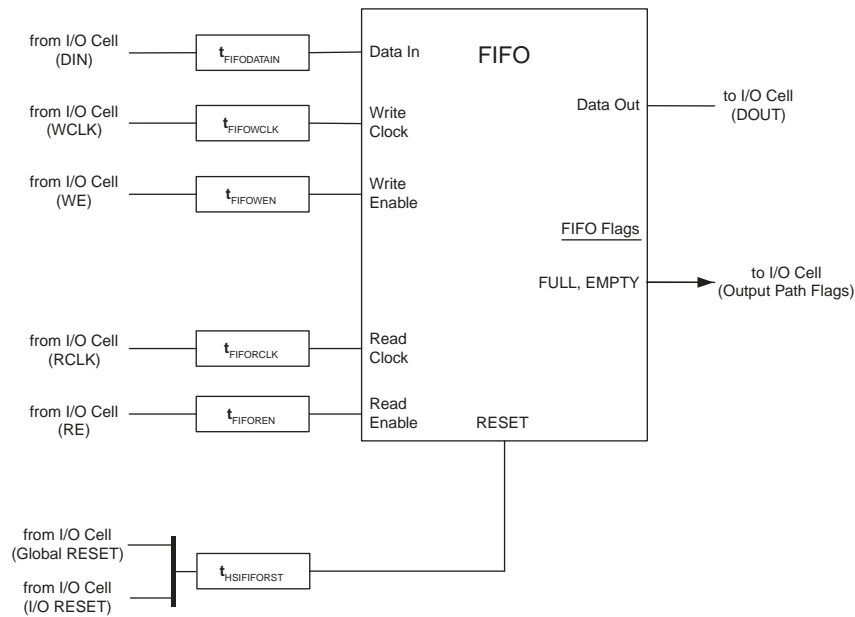 from I/O Cell
(DIN)
tFIFODATAIN
Data In
FIFO
from I/O Cell
(WCLK)
tFIFOWCLK
Write
Clock
Data Out
to I/O Cell
(DOUT)
from I/O Cell
(WE)
tFIFOWEN
Write
Enable
FIFO Flags
FULL, EMPTY
to I/O Cell
(Output Path Flags)
from I/O Cell
(RCLK)
tFIFORCLK
Read
Clock
from I/O Cell
(RE)
tFIFOREN
Read
Enable
RESET
from I/O Cell
(Global RESET)
tHSIFIFORST
from I/O Cell
(I/O RESET)